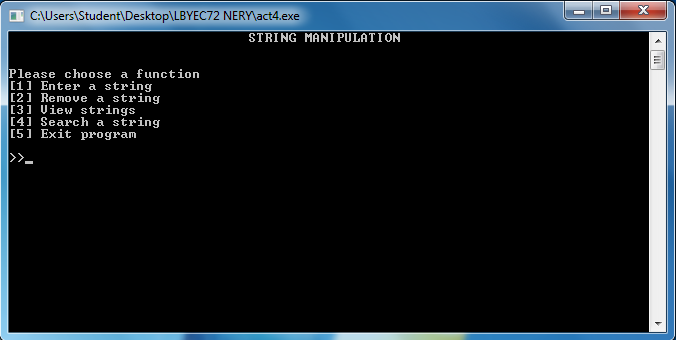 C:\Users\Student\Desktop\LBYEC72 NERY\act4.exe
STRING MANIPULATION
Please choose a function
[1] Enter a string
[2] Remove a string
[3] View strings
[4] Search a string
[5] Exit program
>>_